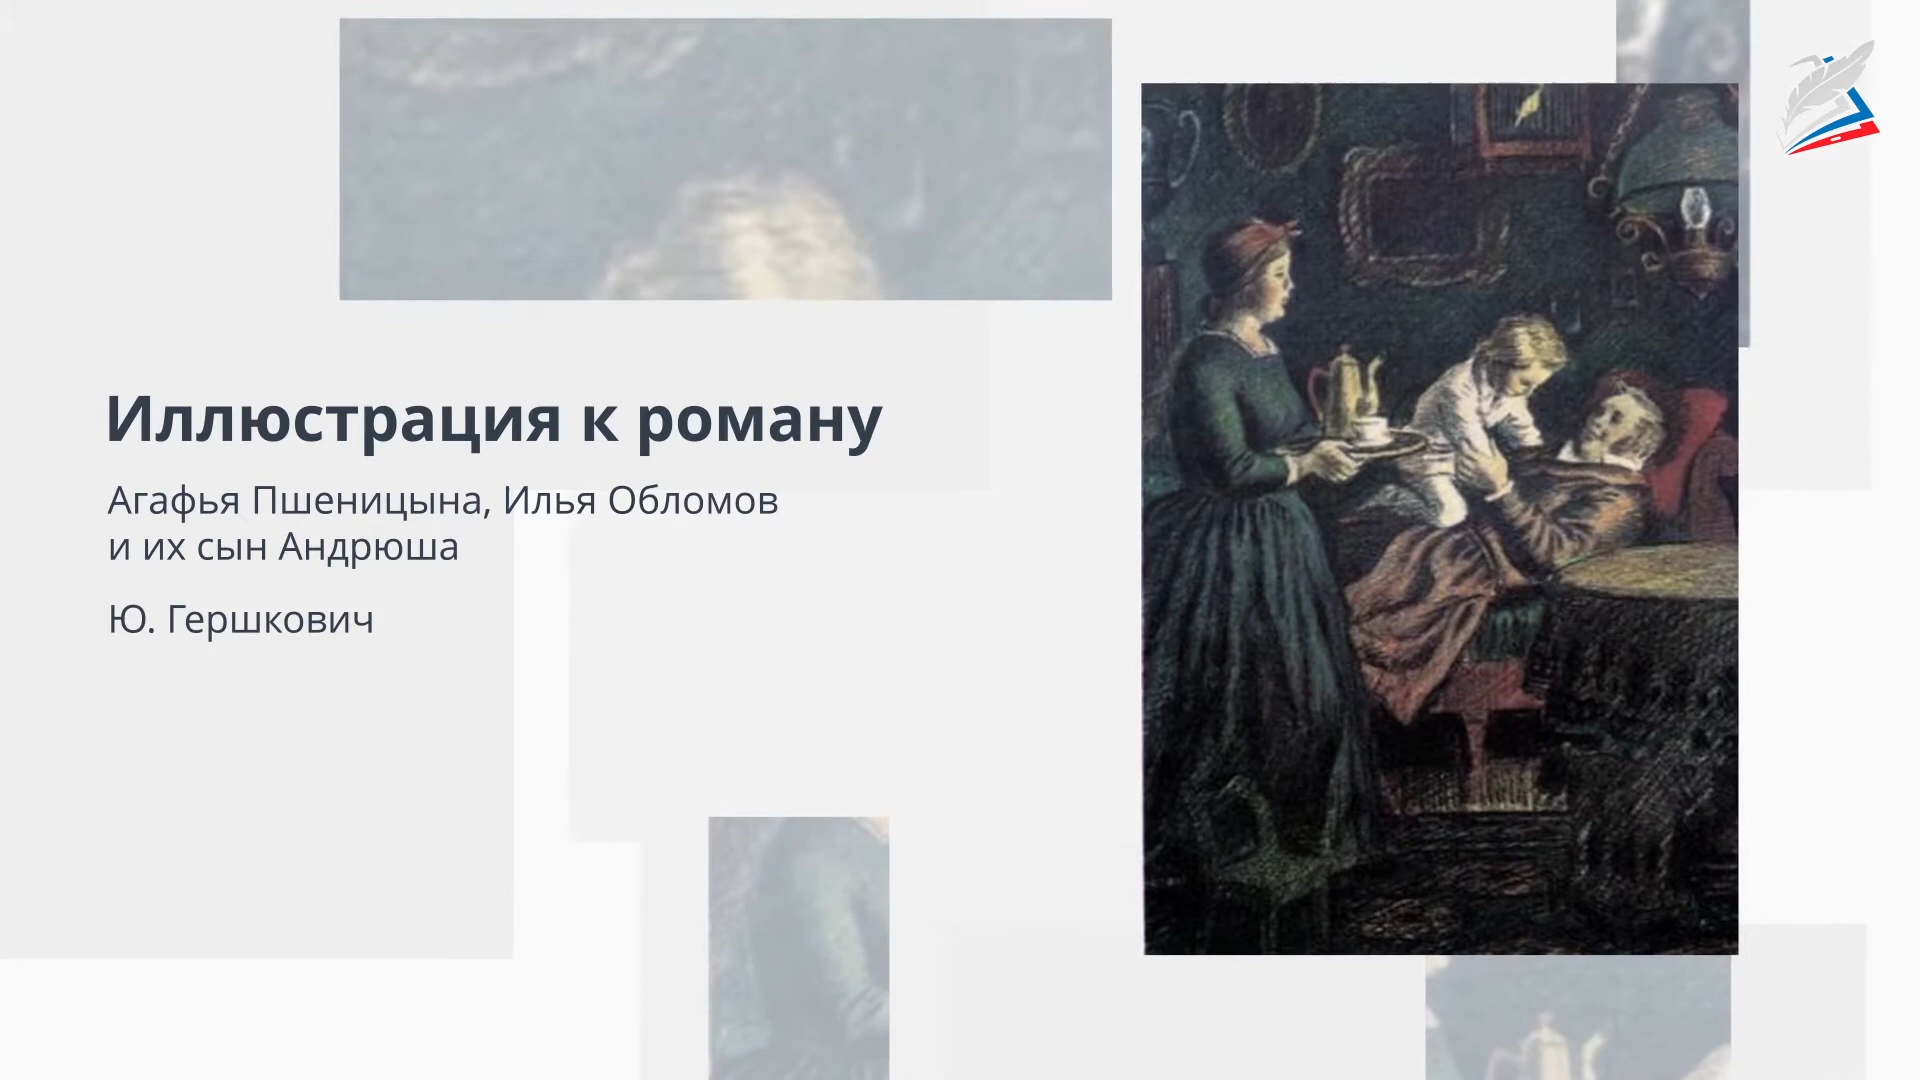 Иллюстрация к роману
Агафья Пшеницына, Илья Обломов
и их сын Андрюша
Ю. Гершкович